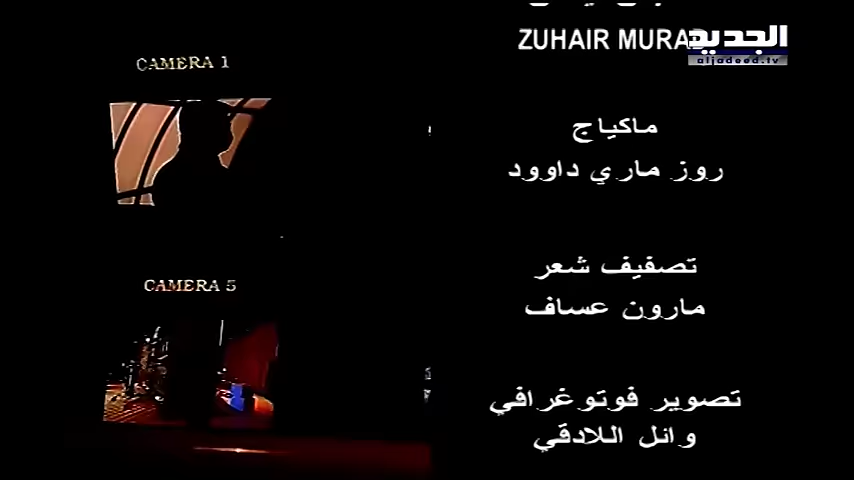 ZUHAIR MURAD
الجديد
aljadeed.tv
CAMERA 1
ماكياج
روز ماري داوود
تصفيف شعر
مارون عساف
CAMERA 5
تصوير فوتوغرافي
وائل اللادقي